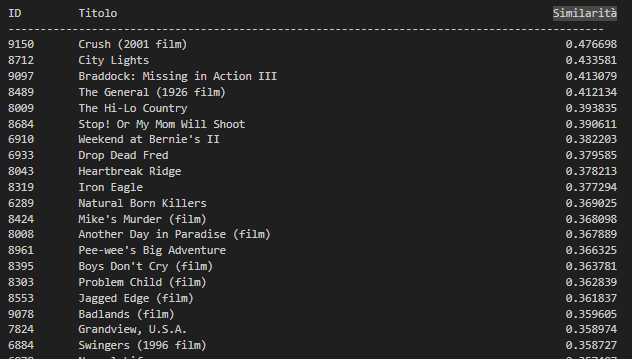 ID Titolo Similarità
--------------------------------------------------------------------------------
9150 Crush (2001 film) 0.476698
8712 City Lights 0.433581
9097 Braddock: Missing in Action III 0.413079
8489 The General (1926 film) 0.412134
8009 The Hi-Lo Country 0.393835
8684 Stop! Or My Mom Will Shoot 0.390611
6910 Weekend at Bernie's II 0.382203
6933 Drop Dead Fred 0.379585
8043 Heartbreak Ridge 0.378213
8319 Iron Eagle 0.377294
6289 Natural Born Killers 0.369025
8424 Mike's Murder (film) 0.368098
8008 Another Day in Paradise (film) 0.367889
8961 Pee-wee's Big Adventure 0.366325
8395 Boys Don't Cry (film) 0.363781
8303 Problem Child (film) 0.362839
8553 Jagged Edge (film) 0.361837
9078 Badlands (film) 0.359605
7824 Grandview, U.S.A. 0.358974
6884 Swingers (1996 film) 0.358727